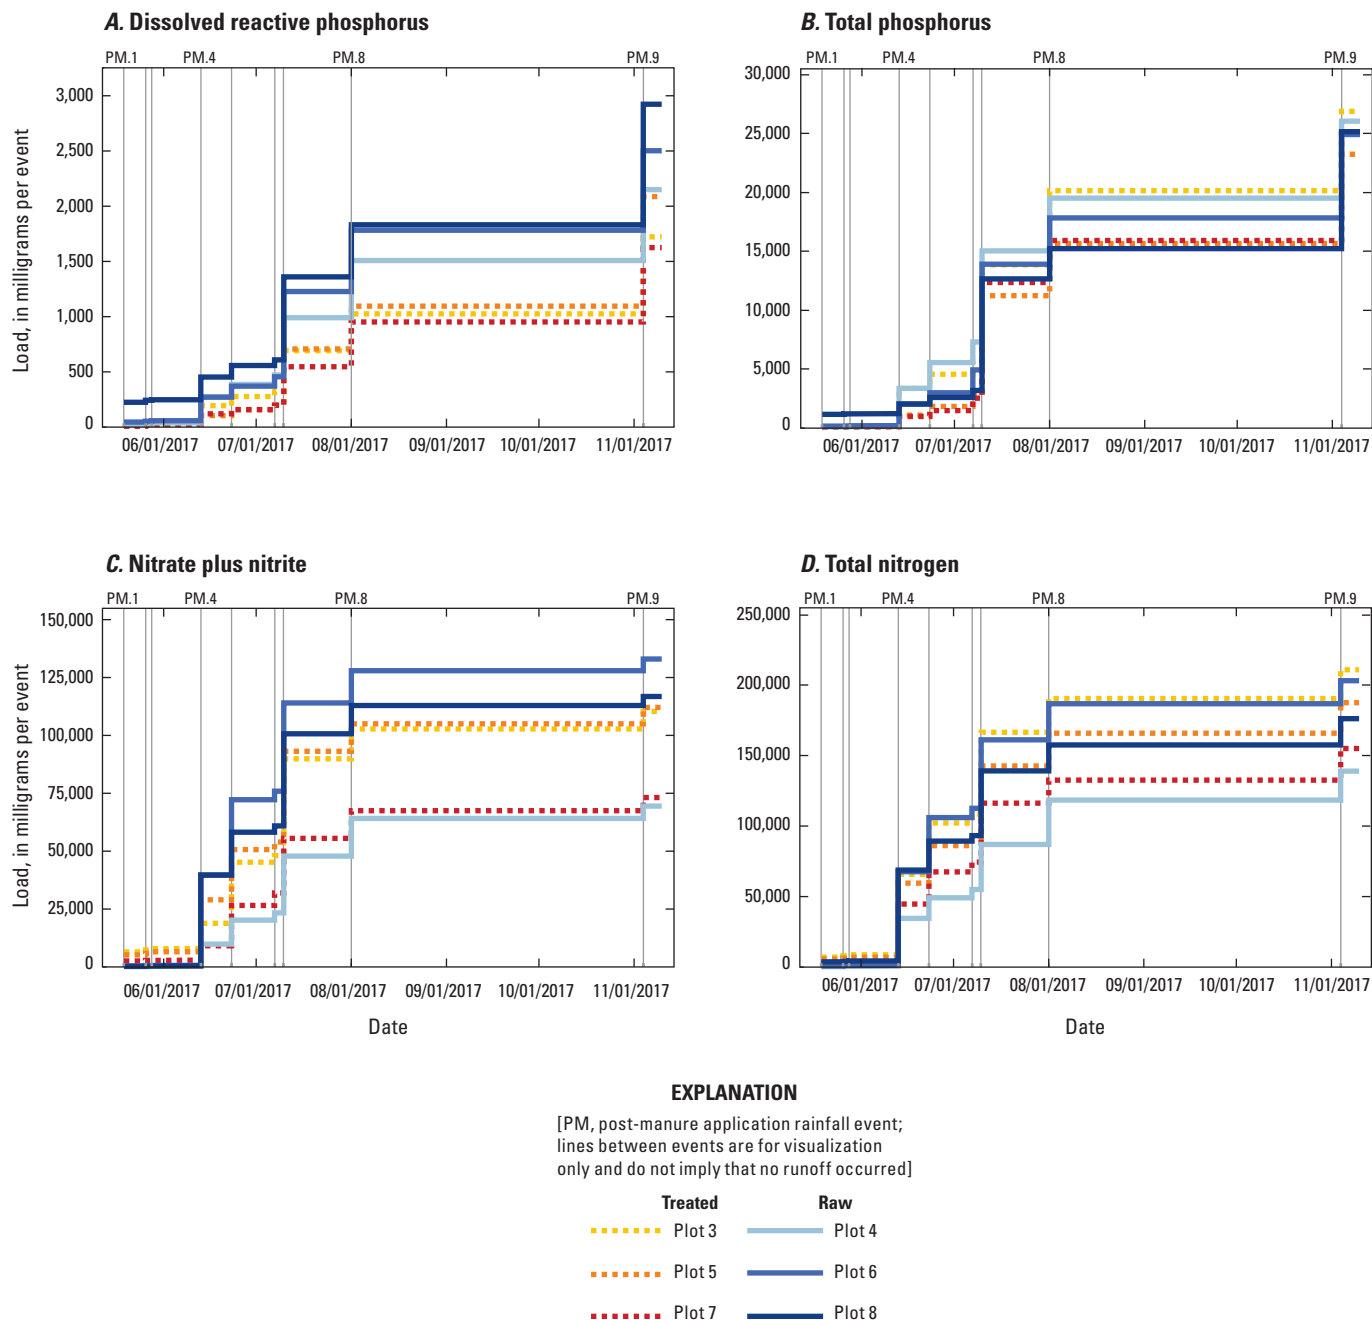 A. Dissolved reactive phosphorus
PM.1 PM.4 PM.8 PM.9
3,000
2,500
2,000
1,500
1,000
500
0
Load, in milligrams per event
06/01/2017 07/01/2017 08/01/2017 09/01/2017 10/01/2017 11/01/2017
B. Total phosphorus
PM.1 PM.4 PM.8 PM.9
30,000
25,000
20,000
15,000
10,000
5,000
0
06/01/2017 07/01/2017 08/01/2017 09/01/2017 10/01/2017 11/01/2017
C. Nitrate plus nitrite
PM.1 PM.4 PM.8 PM.9
150,000
125,000
100,000
75,000
50,000
25,000
0
Load, in milligrams per event
06/01/2017 07/01/2017 08/01/2017 09/01/2017 10/01/2017 11/01/2017
Date
D. Total nitrogen
PM.1 PM.4 PM.8 PM.9
250,000
200,000
150,000
100,000
50,000
0
06/01/2017 07/01/2017 08/01/2017 09/01/2017 10/01/2017 11/01/2017
Date
EXPLANATION
[PM, post-manure application rainfall event;
lines between events are for visualization
only and do not imply that no runoff occurred]
Treated Raw
Plot 3 Plot 4
Plot 5 Plot 6
Plot 7 Plot 8